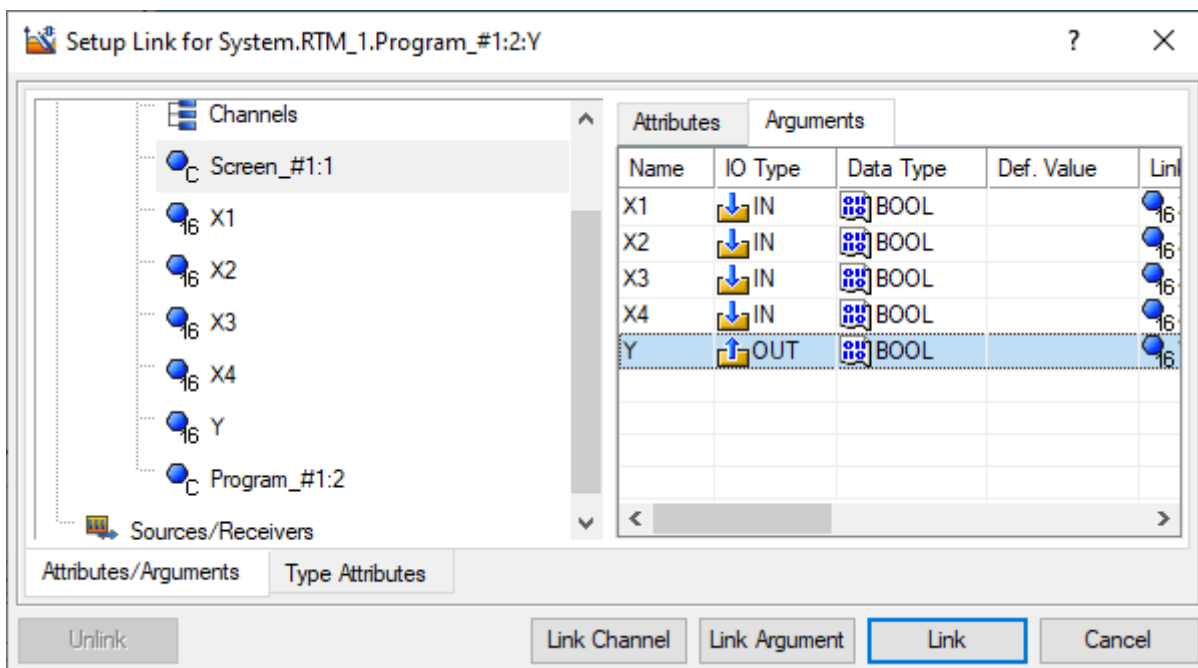 Setup Link for System.RTM_1.Program_#1:2:Y
? ×
Channels
Screen_#1:1
X1
X2
X3
X4
Y
Program_#1:2
Sources/Receivers
Attributes/Arguments Type Attributes
Attributes Arguments
Name IO Type Data Type Def. Value
X1 IN BOOL
X2 IN BOOL
X3 IN BOOL
X4 IN BOOL
Y OUT BOOL
Unlink Link Channel Link Argument Link Cancel